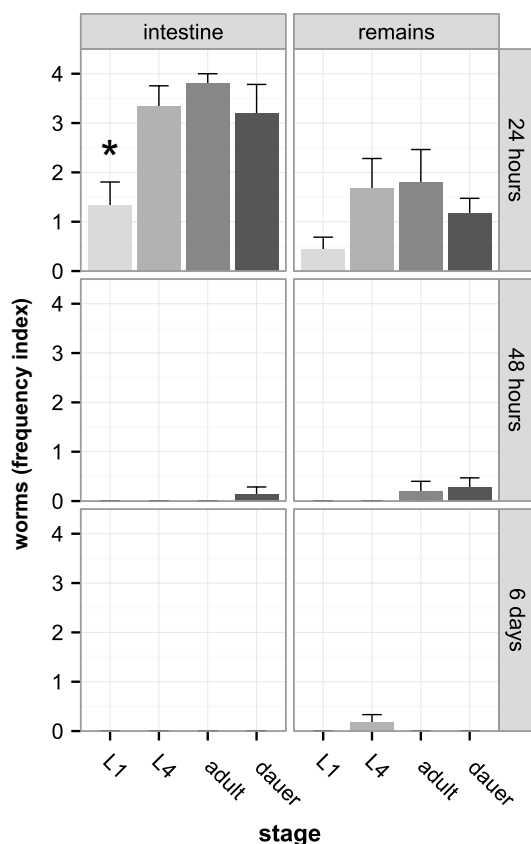 intestine remains
4
3
2
1
0
*
24 hours
4
3
2
1
0
48 hours
4
3
2
1
0
6 days
worms (frequency index)
L1 L4 adult dauer L1 L4 adult dauer
stage